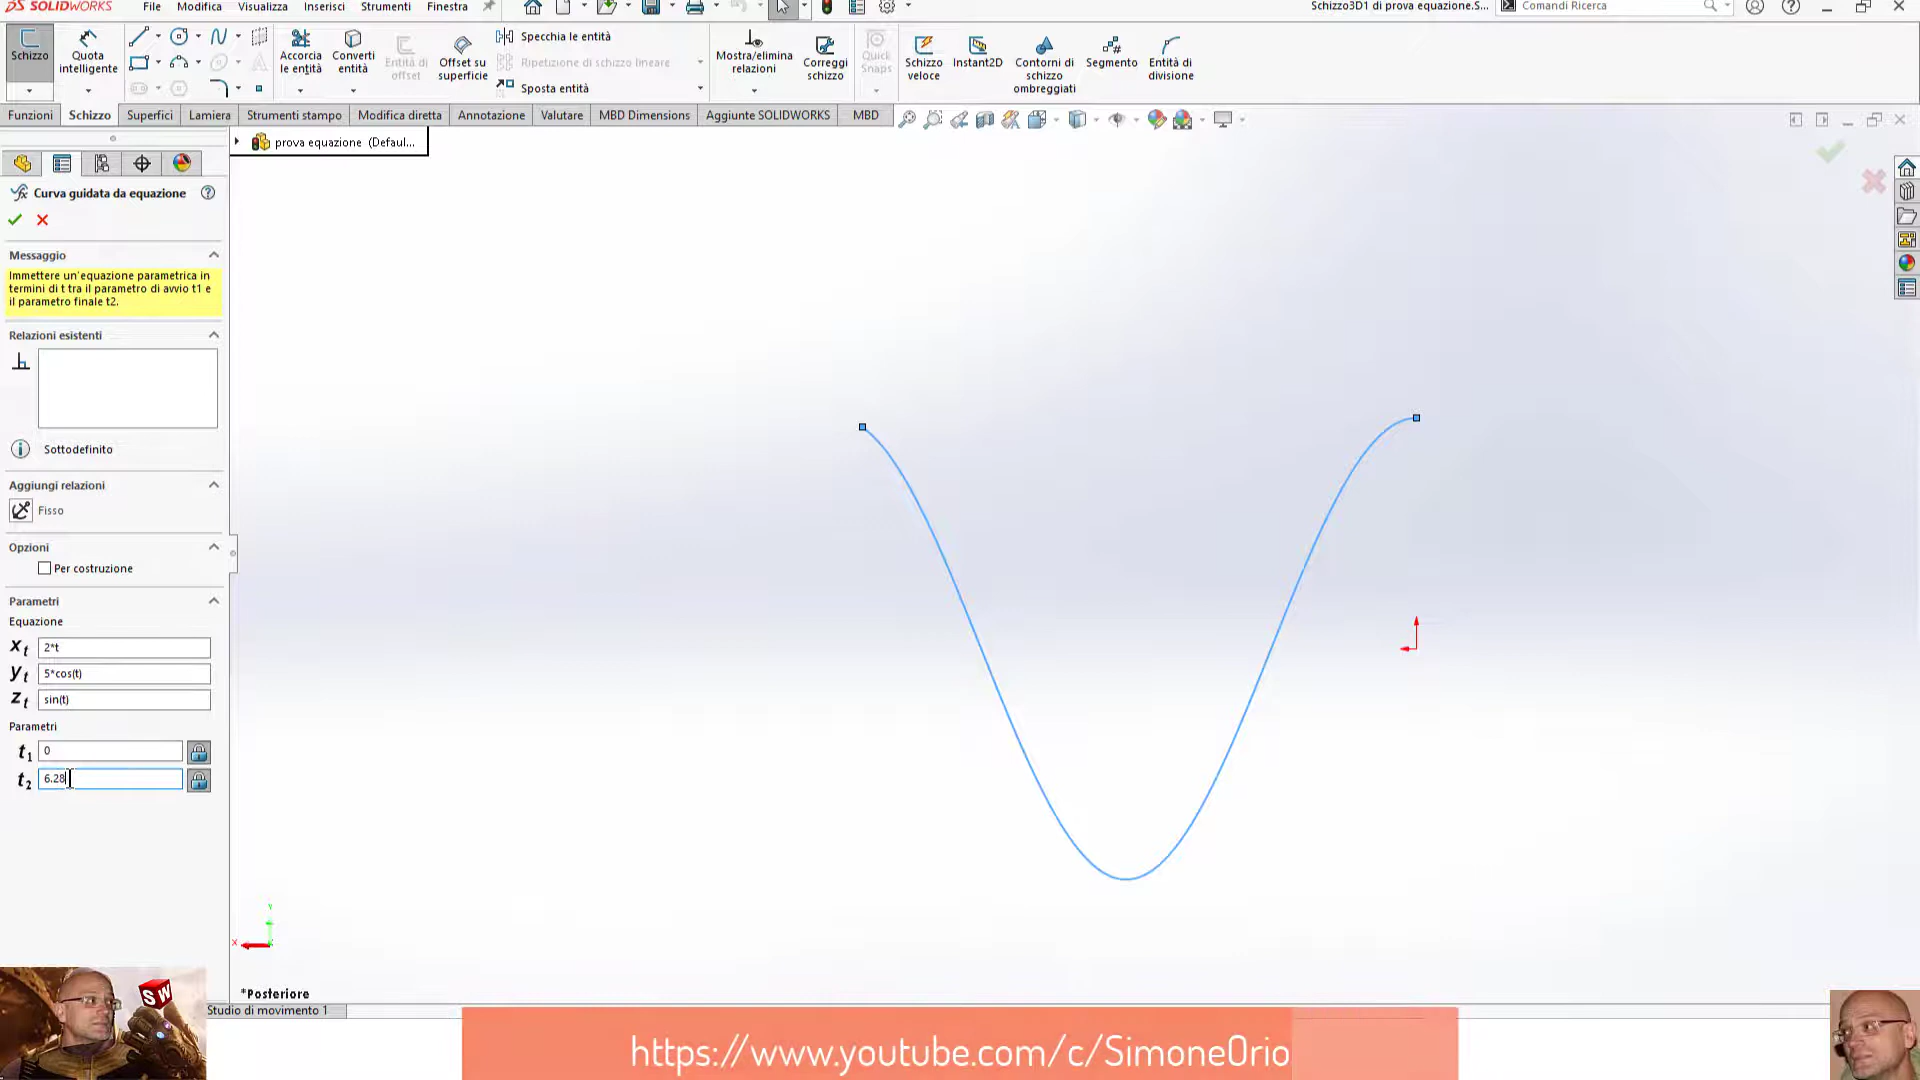 SOLIDWORKS
File Modifica Visualizza Inserisci Strumenti Finestra
Schizzo3D1 di prova equazione.S...
Comandi Ricerca
Schizzo
Quota intelligente
Accorcia le entità
Converti entità
Entità di offset
Offset su superficie
Specchia le entità
Ripetizione di schizzo lineare
Sposta entità
Mostra/elimina relazioni
Correggi schizzo
Quick Snaps
Schizzo veloce
Instant2D
Contorni di schizzo ombreggiati
Segmento
Entità di divisione
Funzioni Schizzo Superfici Lamiera Strumenti stampo Modifica diretta Annotazione Valutare MBD Dimensions Aggiunte SOLIDWORKS MBD
prova equazione (Defaul...
Curva guidata da equazione
Messaggio
Immettere un'equazione parametrica in
termini di t tra il parametro di avvio t1 e
il parametro finale t2.
Relazioni esistenti
Sottodefinito
Aggiungi relazioni
Fisso
Opzioni
Per costruzione
Parametri
Equazione
Xt 2*t
yt 5*cos(t)
Zt sin(t)
Parametri
t1 0
t2 6.28
Y
X
*Posteriore
SW
Studio di movimento 1
https://www.youtube.com/c/SimoneOrio